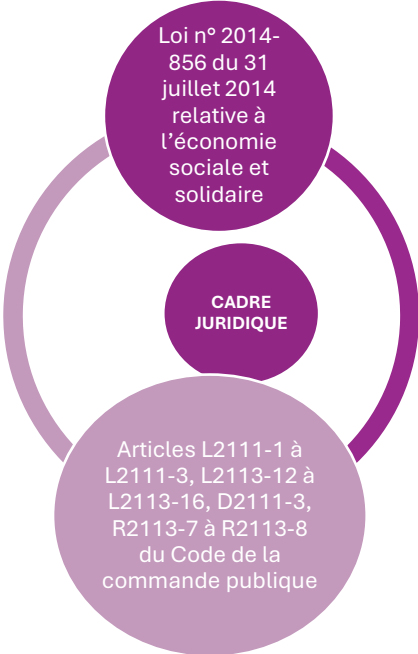 Loi n° 2014-
856 du 31
juillet 2014
relative à
l’économie
sociale et
solidaire
CADRE
JURIDIQUE
Articles L2111-1 à
L2111-3, L2113-12 à
L2113-16, D2111-3,
R2113-7 à R2113-8
du Code de la
commande publique